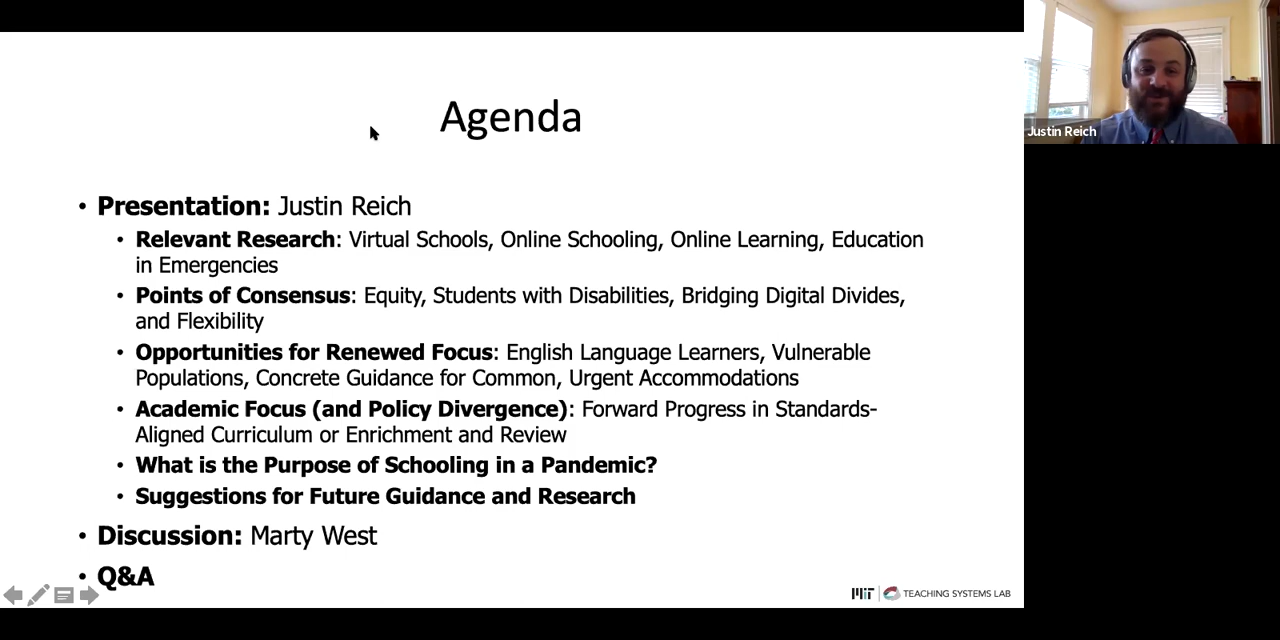 Agenda
• Presentation: Justin Reich
• Relevant Research: Virtual Schools, Online Schooling, Online Learning, Education
in Emergencies
• Points of Consensus: Equity, Students with Disabilities, Bridging Digital Divides,
and Flexibility
• Opportunities for Renewed Focus: English Language Learners, Vulnerable
Populations, Concrete Guidance for Common, Urgent Accommodations
• Academic Focus (and Policy Divergence): Forward Progress in Standards-
Aligned Curriculum or Enrichment and Review
• What is the Purpose of Schooling in a Pandemic?
• Suggestions for Future Guidance and Research
• Discussion: Marty West
• Q&A
MIT | TEACHING SYSTEMS LAB
Justin Reich